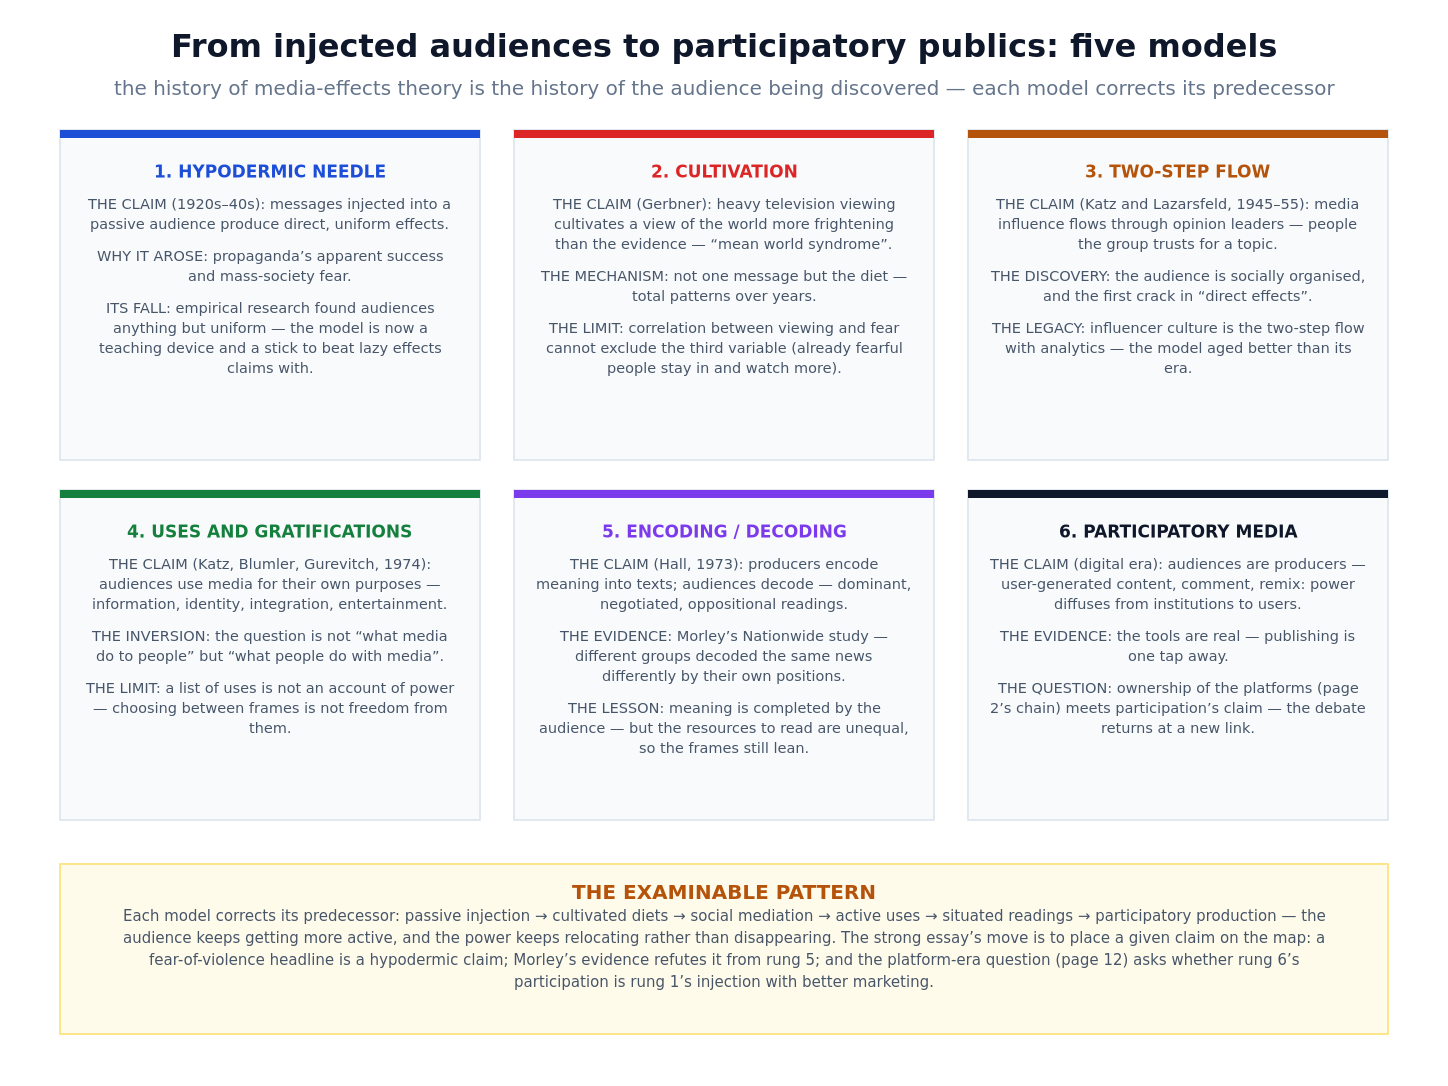 From injected audiences to participatory publics: five models
the history of media-effects theory is the history of the audience being discovered — each model corrects its predecessor
1. HYPODERMIC NEEDLE
THE CLAIM (1920s–40s): messages injected into a
passive audience produce direct, uniform effects.
WHY IT AROSE: propaganda’s apparent success
and mass-society fear.
ITS FALL: empirical research found audiences
anything but uniform — the model is now a
teaching device and a stick to beat lazy effects
claims with.
2. CULTIVATION
THE CLAIM (Gerbner): heavy television viewing
cultivates a view of the world more frightening
than the evidence — “mean world syndrome”.
THE MECHANISM: not one message but the diet —
total patterns over years.
THE LIMIT: correlation between viewing and fear
cannot exclude the third variable (already fearful
people stay in and watch more).
3. TWO-STEP FLOW
THE CLAIM (Katz and Lazarsfeld, 1945–55): media
influence flows through opinion leaders — people
the group trusts for a topic.
THE DISCOVERY: the audience is socially organised,
and the first crack in “direct effects”.
THE LEGACY: influencer culture is the two-step flow
with analytics — the model aged better than its
era.
4. USES AND GRATIFICATIONS
THE CLAIM (Katz, Blumler, Gurevitch, 1974):
audiences use media for their own purposes —
information, identity, integration, entertainment.
THE INVERSION: the question is not “what media
do to people” but “what people do with media”.
THE LIMIT: a list of uses is not an account of power
— choosing between frames is not freedom from
them.
5. ENCODING / DECODING
THE CLAIM (Hall, 1973): producers encode
meaning into texts; audiences decode — dominant,
negotiated, oppositional readings.
THE EVIDENCE: Morley’s Nationwide study —
different groups decoded the same news
differently by their own positions.
THE LESSON: meaning is completed by the
audience — but the resources to read are unequal,
so the frames still lean.
6. PARTICIPATORY MEDIA
THE CLAIM (digital era): audiences are producers —
user-generated content, comment, remix: power
diffuses from institutions to users.
THE EVIDENCE: the tools are real — publishing is
one tap away.
THE QUESTION: ownership of the platforms (page
2’s chain) meets participation’s claim — the debate
returns at a new link.
THE EXAMINABLE PATTERN
Each model corrects its predecessor: passive injection → cultivated diets → social mediation → active uses → situated readings → participatory production — the
audience keeps getting more active, and the power keeps relocating rather than disappearing. The strong essay’s move is to place a given claim on the map: a
fear-of-violence headline is a hypodermic claim; Morley’s evidence refutes it from rung 5; and the platform-era question (page 12) asks whether rung 6’s
participation is rung 1’s injection with better marketing.